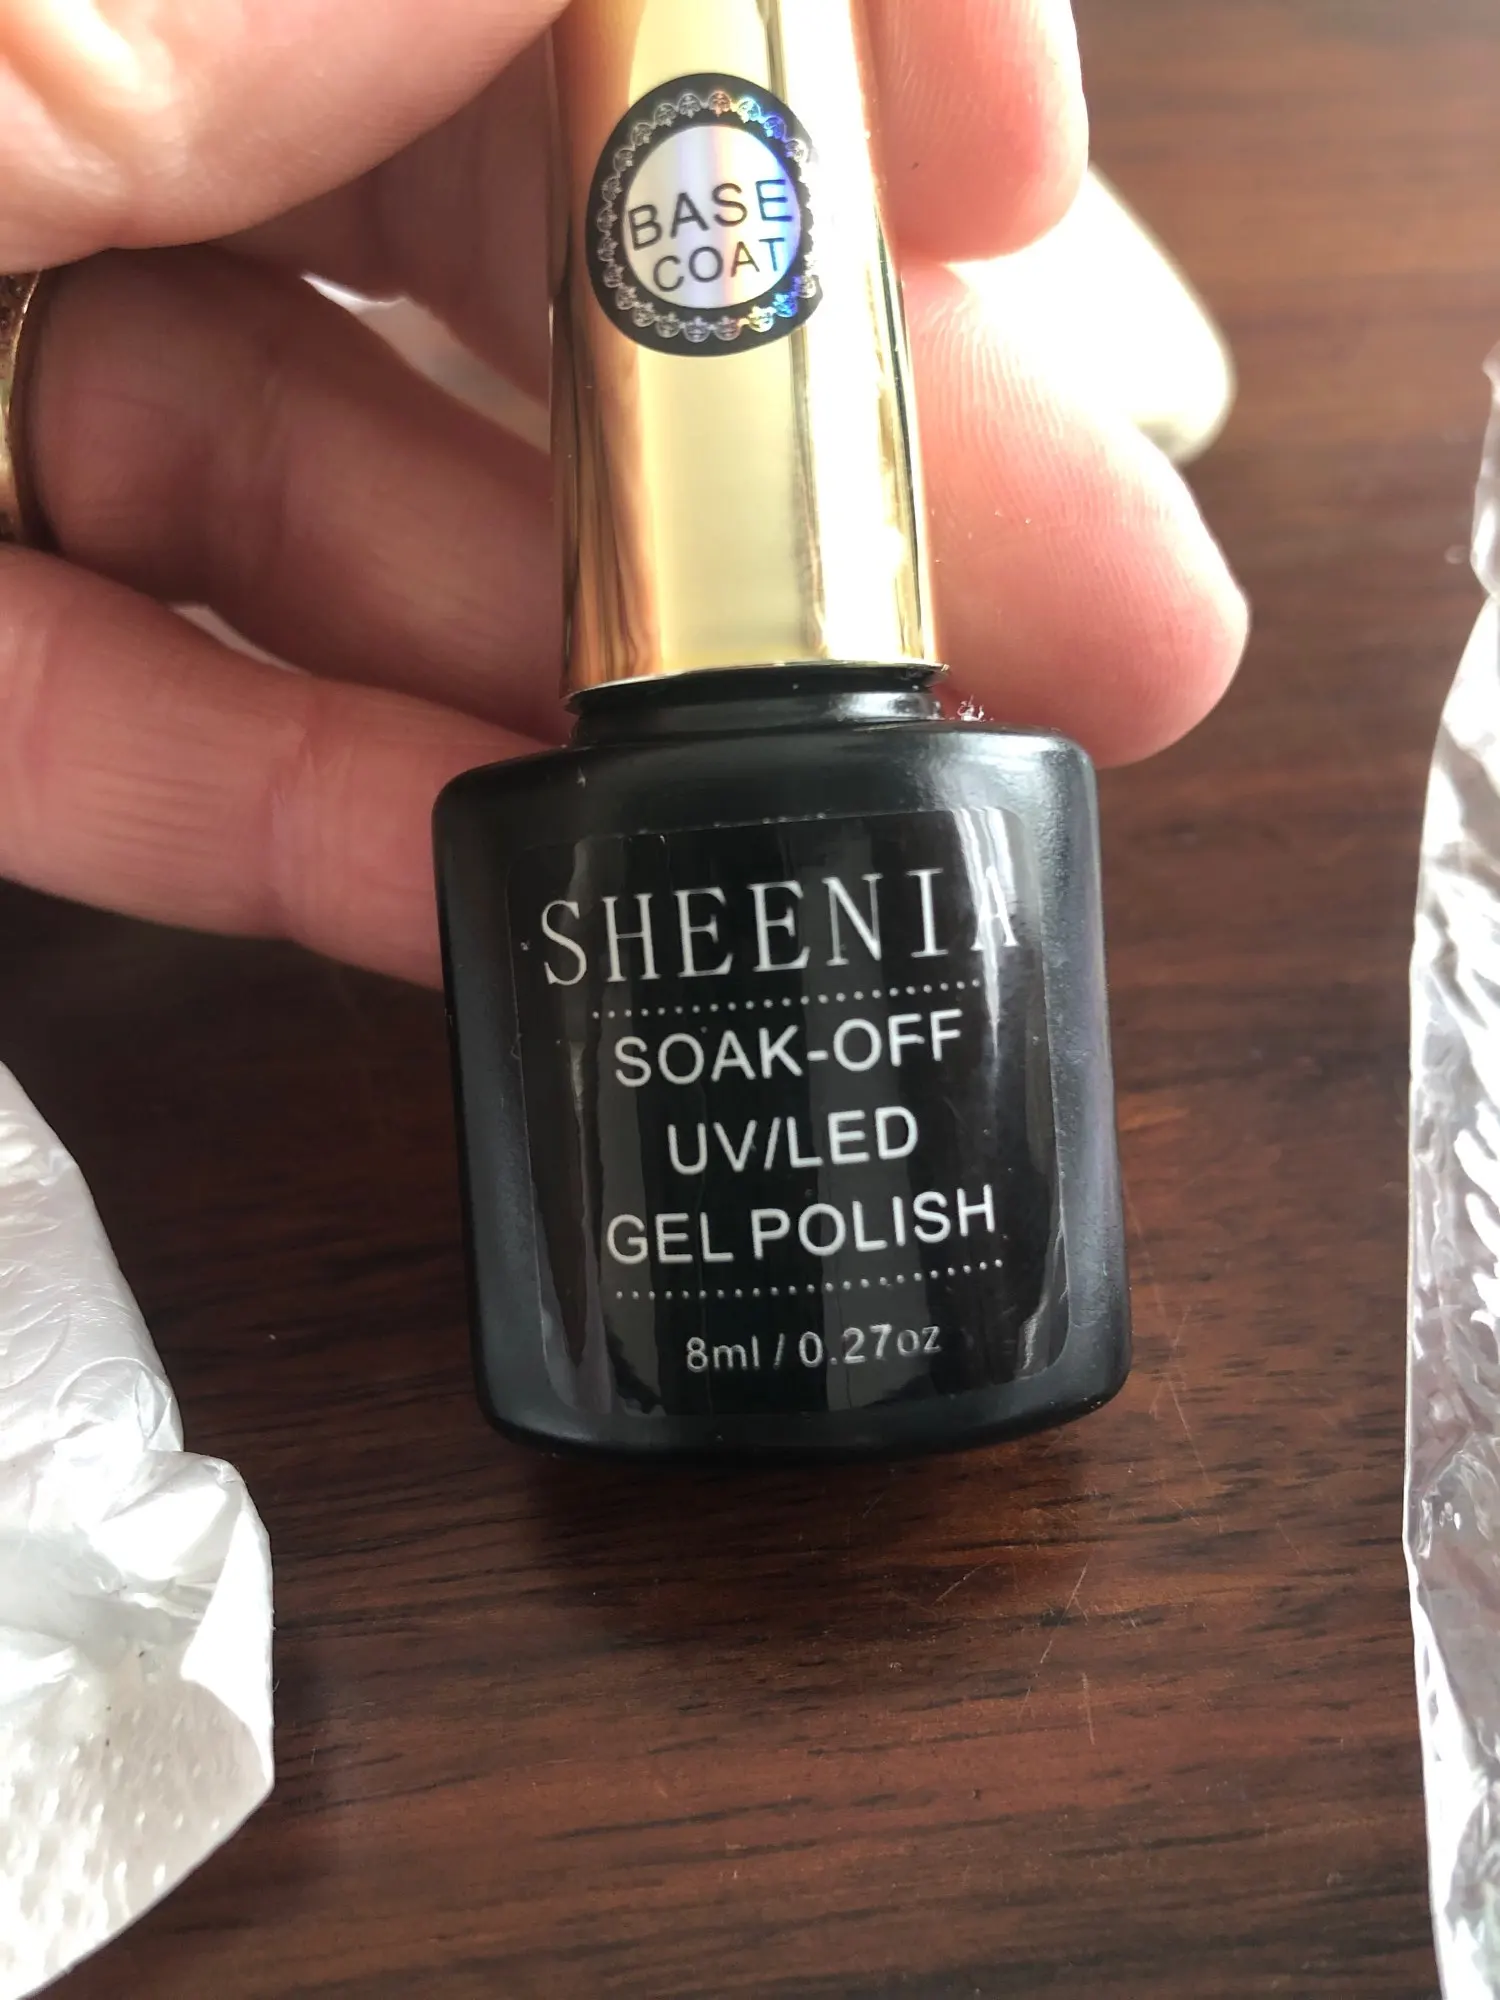 BASE
COAT
SHEENIA
SOAK-OFF
UV/LED
GEL POLISH
8ml / 0.27oz